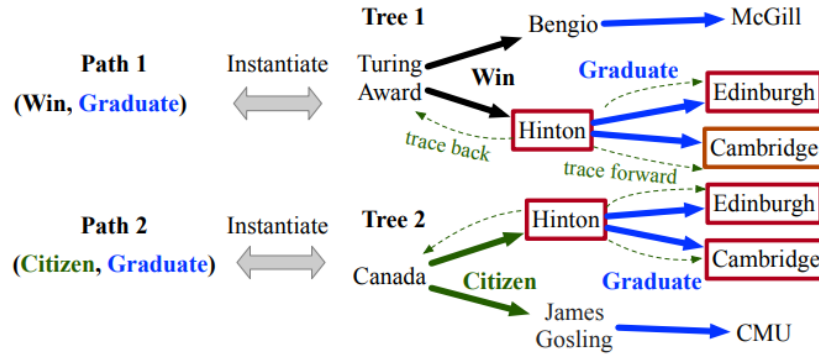 Tree 1
Bengio
McGill
Path 1
Instantiate
Turing
Award
Win
Graduate
Edinburgh
(Win, Graduate)
Hinton
Cambridge
trace back
trace forward
Path 2
Instantiate
Tree 2
Hinton
Edinburgh
(Citizen, Graduate)
Canada
Citizen
Graduate
Cambridge
James
Gosling
CMU